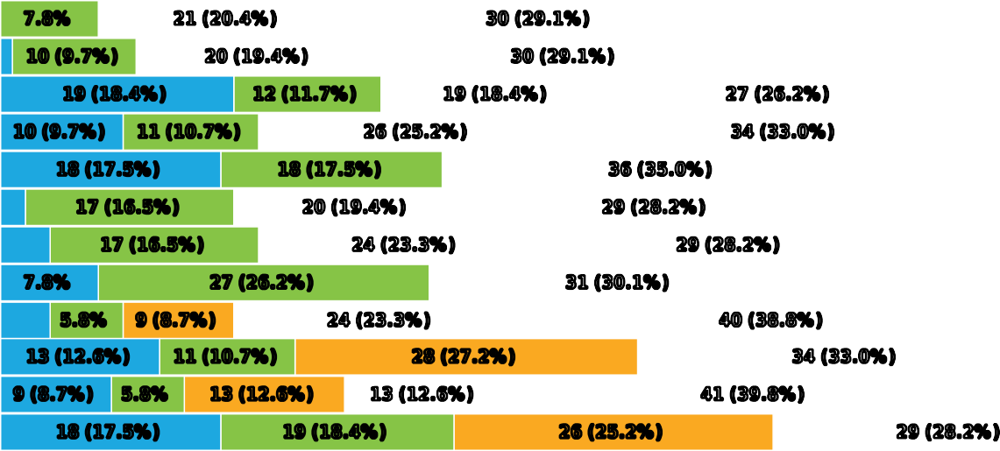 7.8% 21 (20.4%) 30 (29.1%)
10 (9.7%) 20 (19.4%) 30 (29.1%)
19 (18.4%) 12 (11.7%) 19 (18.4%) 27 (26.2%)
10 (9.7%) 11 (10.7%) 26 (25.2%) 34 (33.0%)
18 (17.5%) 18 (17.5%) 36 (35.0%)
17 (16.5%) 20 (19.4%) 29 (28.2%)
17 (16.5%) 24 (23.3%) 29 (28.2%)
7.8% 27 (26.2%) 31 (30.1%)
5.8% 9 (8.7%) 24 (23.3%) 40 (38.8%)
13 (12.6%) 11 (10.7%) 28 (27.2%) 34 (33.0%)
9 (8.7%) 5.8% 13 (12.6%) 13 (12.6%) 41 (39.8%)
18 (17.5%) 19 (18.4%) 26 (25.2%) 29 (28.2%)